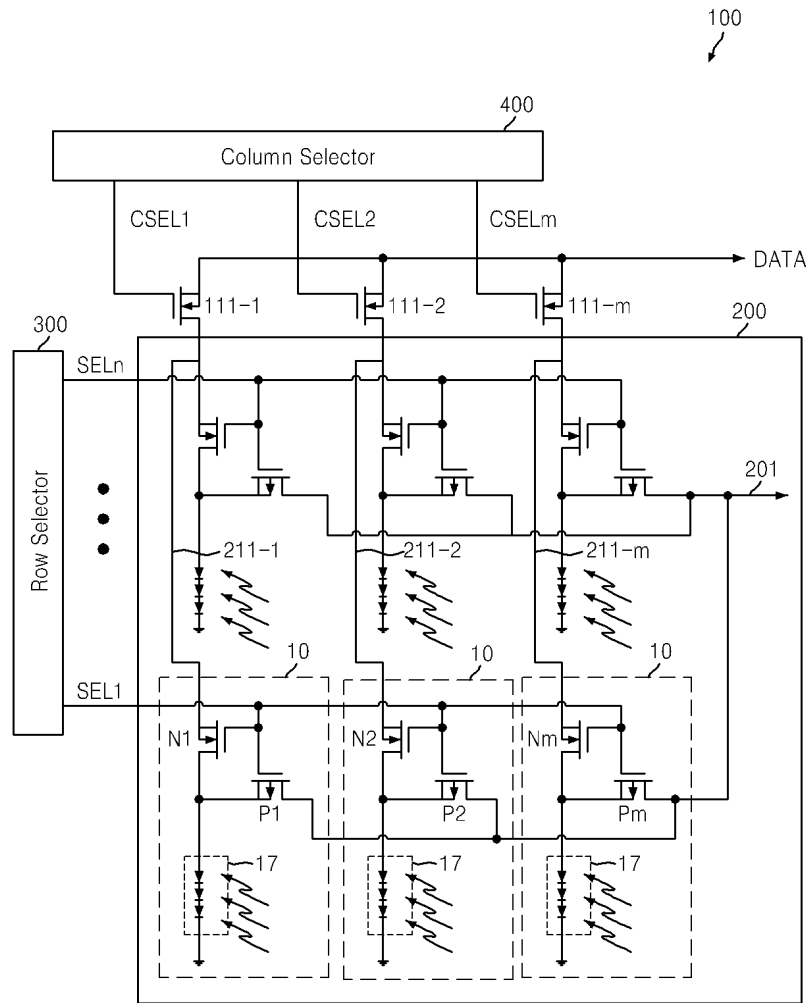 100
400
Column Selector
CSEL1 CSEL2 CSELm
DATA
111-1 111-2 111-m
200
300
SELn
Row Selector
201
211-1 211-2 211-m
10 10 10
SEL1
N1 N2 Nm
P1 P2 Pm
17 17 17